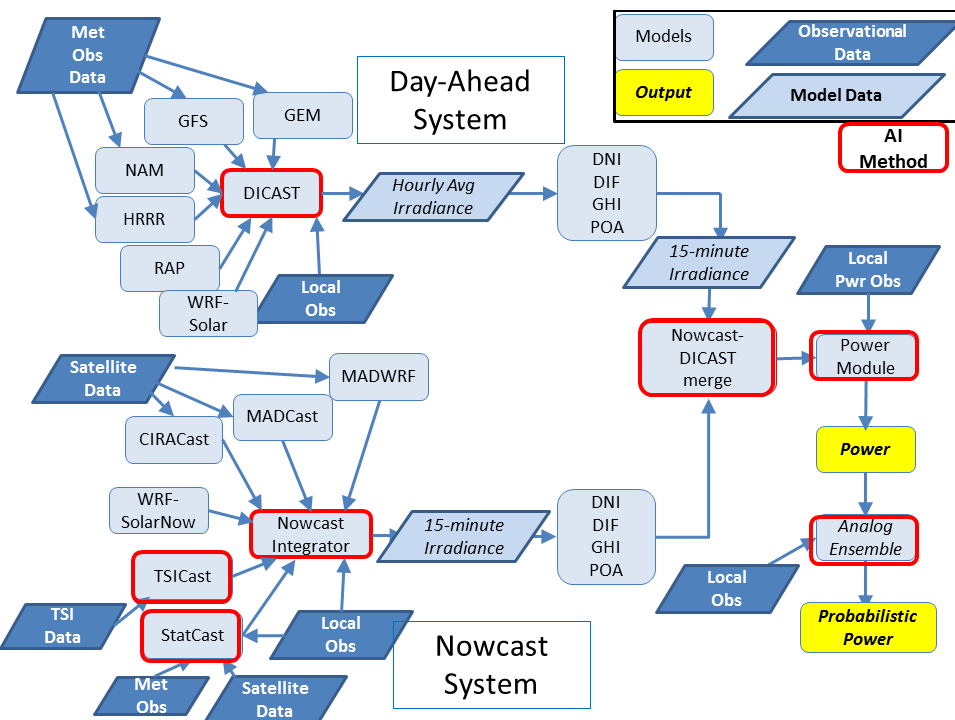 Met
Obs
Data
Day-Ahead
System
Models
Observational
Data
Output
Model Data
AI
Method
GFS
GEM
NAM
DICAST
HRRR
RAP
WRF-
Solar
Local
Obs
Hourly Avg
Irradiance
DNI
DIF
GHI
POA
15-minute
Irradiance
Local
Pwr Obs
Nowcast-
DICAST
merge
Power
Module
Power
Analog
Ensemble
Local
Obs
Probabilistic
Power
Satellite
Data
MADWRF
MADCast
CIRACast
WRF-
SolarNow
Nowcast
Integrator
15-minute
Irradiance
DNI
DIF
GHI
POA
TSICast
TSI
Data
StatCast
Local
Obs
Met
Obs
Satellite
Data
Nowcast
System